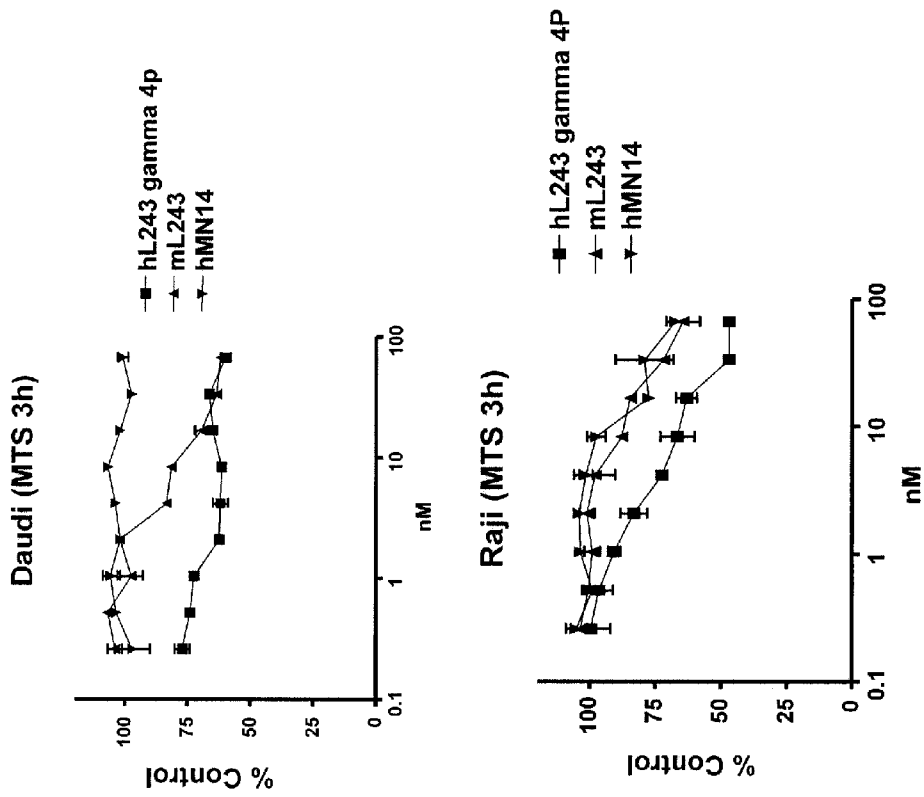 Daudi (MTS 3h)
% Control
100
75
50
25
0
0.1
1
10
100
nM
hL243 gamma 4p
mL243
hMN14
Raji (MTS 3h)
% Control
100
75
50
25
0
0.1
1
10
100
nM
hL243 gamma 4P
mL243
hMN14